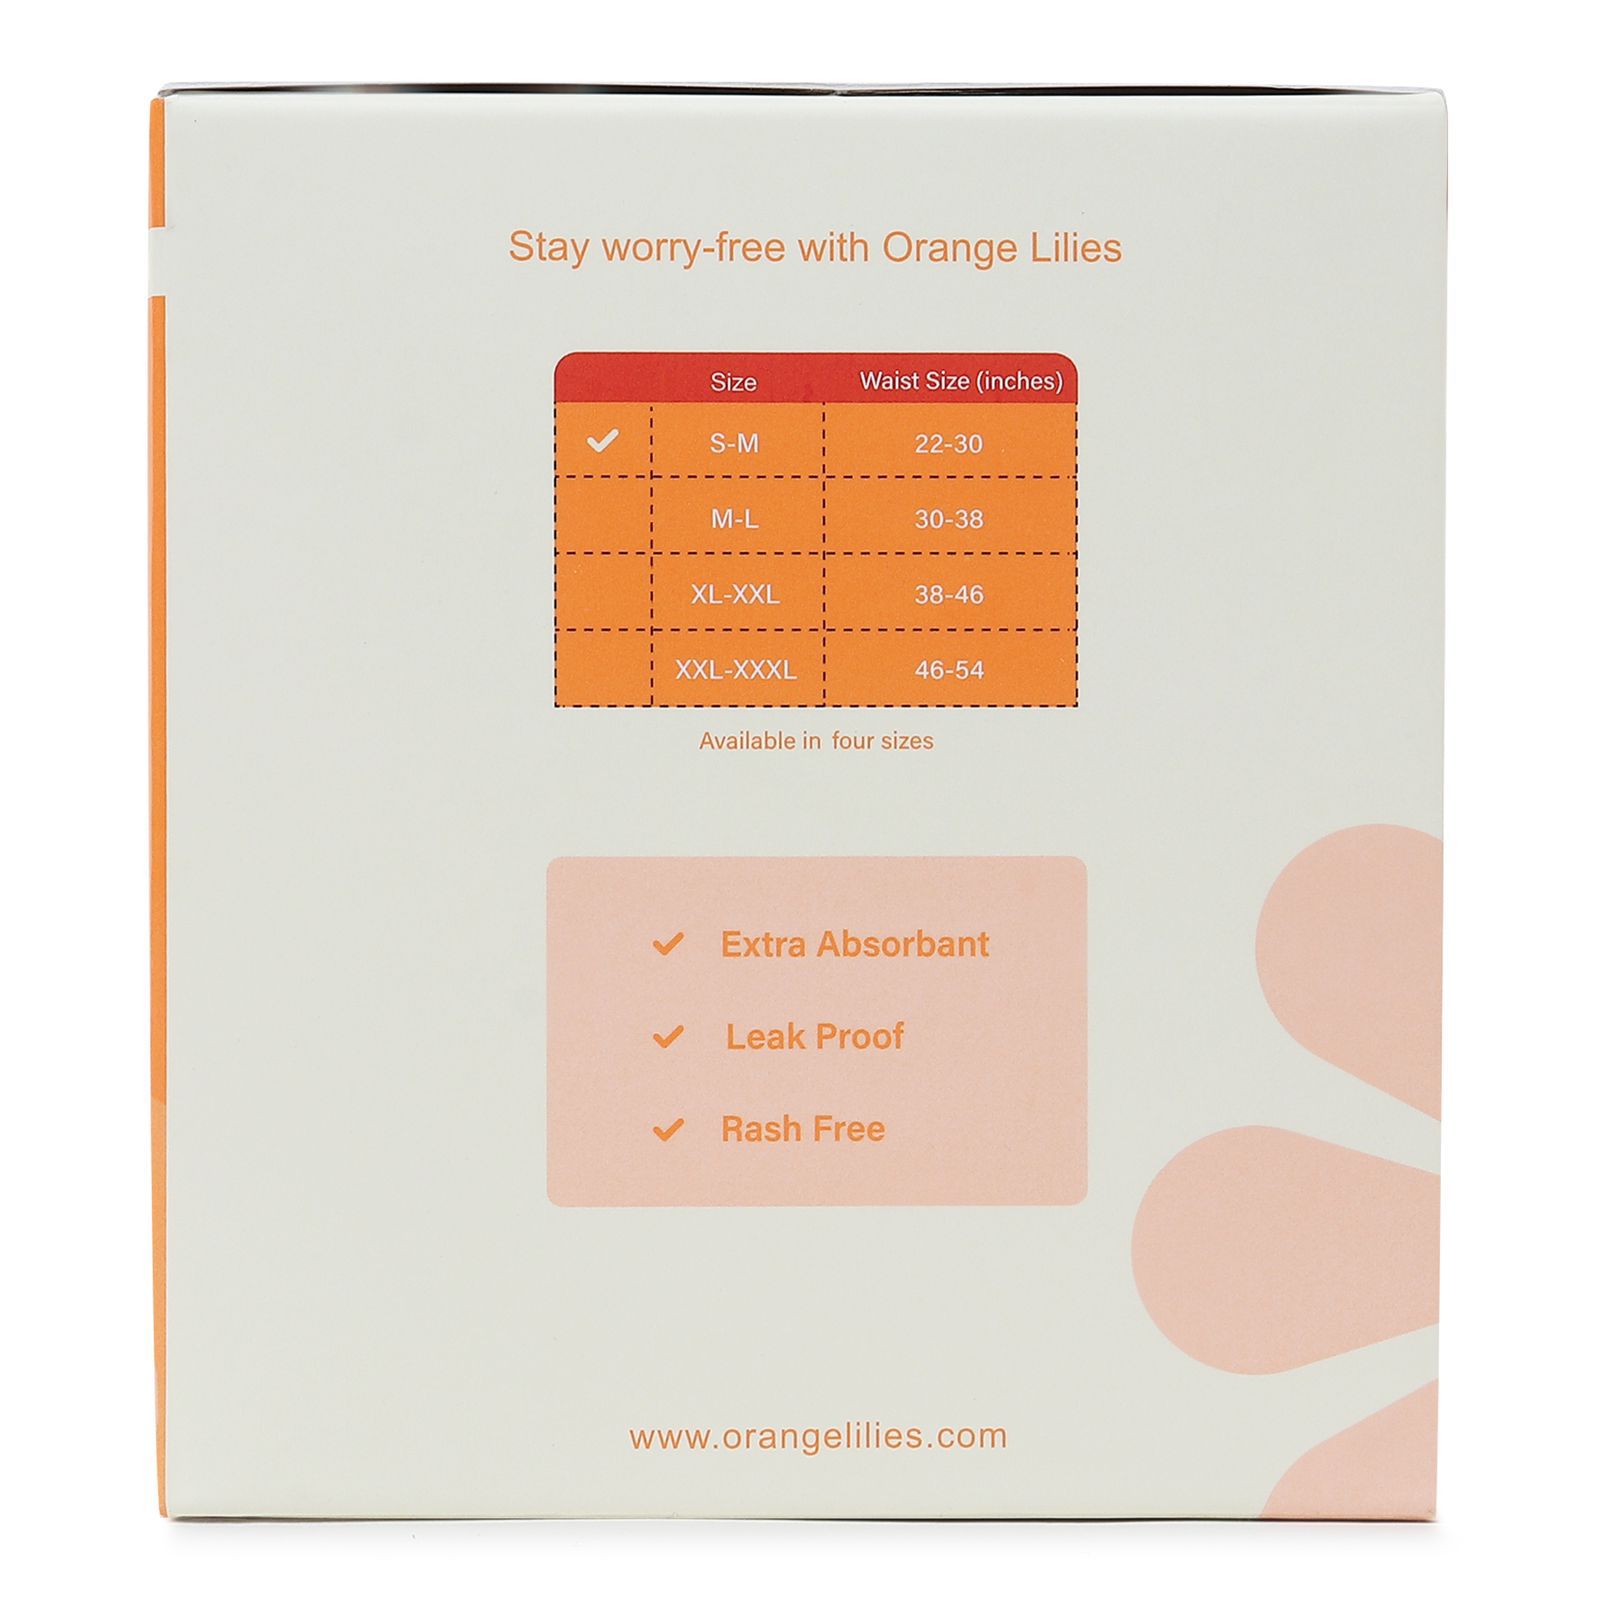 Stay worry-free with Orange Lilies
Size Waist Size (inches)
S-M 22-30
M-L 30-38
XL-XXL 38-46
XXL-XXXL 46-54
Available in four sizes
Extra Absorbant
Leak Proof
Rash Free
www.orangelilies.com